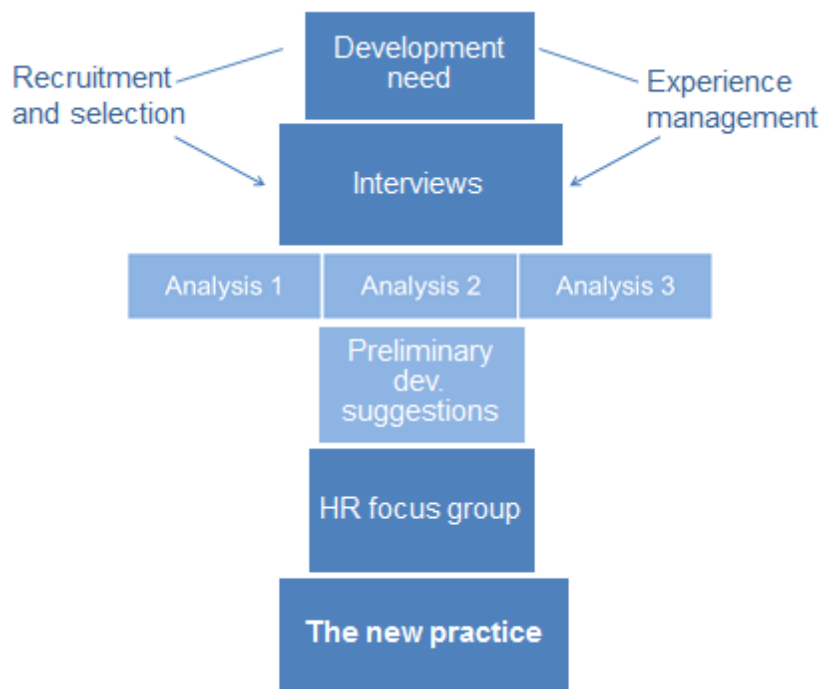 Development
need
Recruitment
and selection
Experience
management
Interviews
Analysis 1
Analysis 2
Analysis 3
Preliminary
dev.
suggestions
HR focus group
The new practice